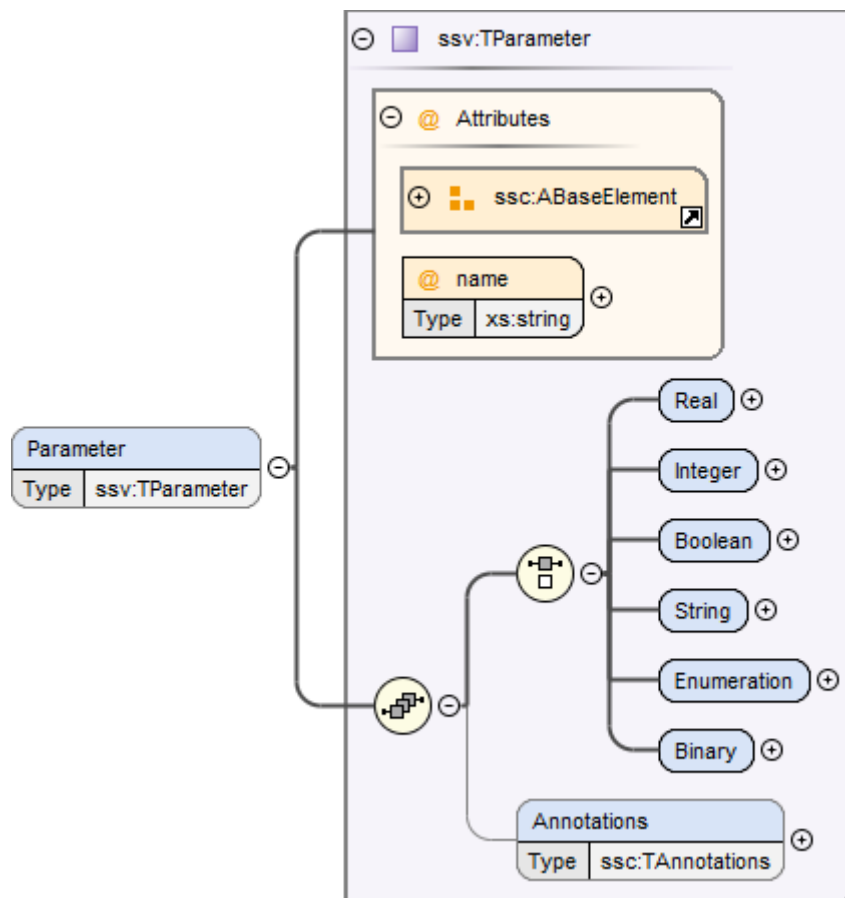 ssv:TParameter
@ Attributes
ssc:ABaseElement
@ name
Type xs:string
Real
Parameter
Type ssv:TParameter
Integer
Boolean
String
Enumeration
Binary
Annotations
Type ssc:TAnnotations